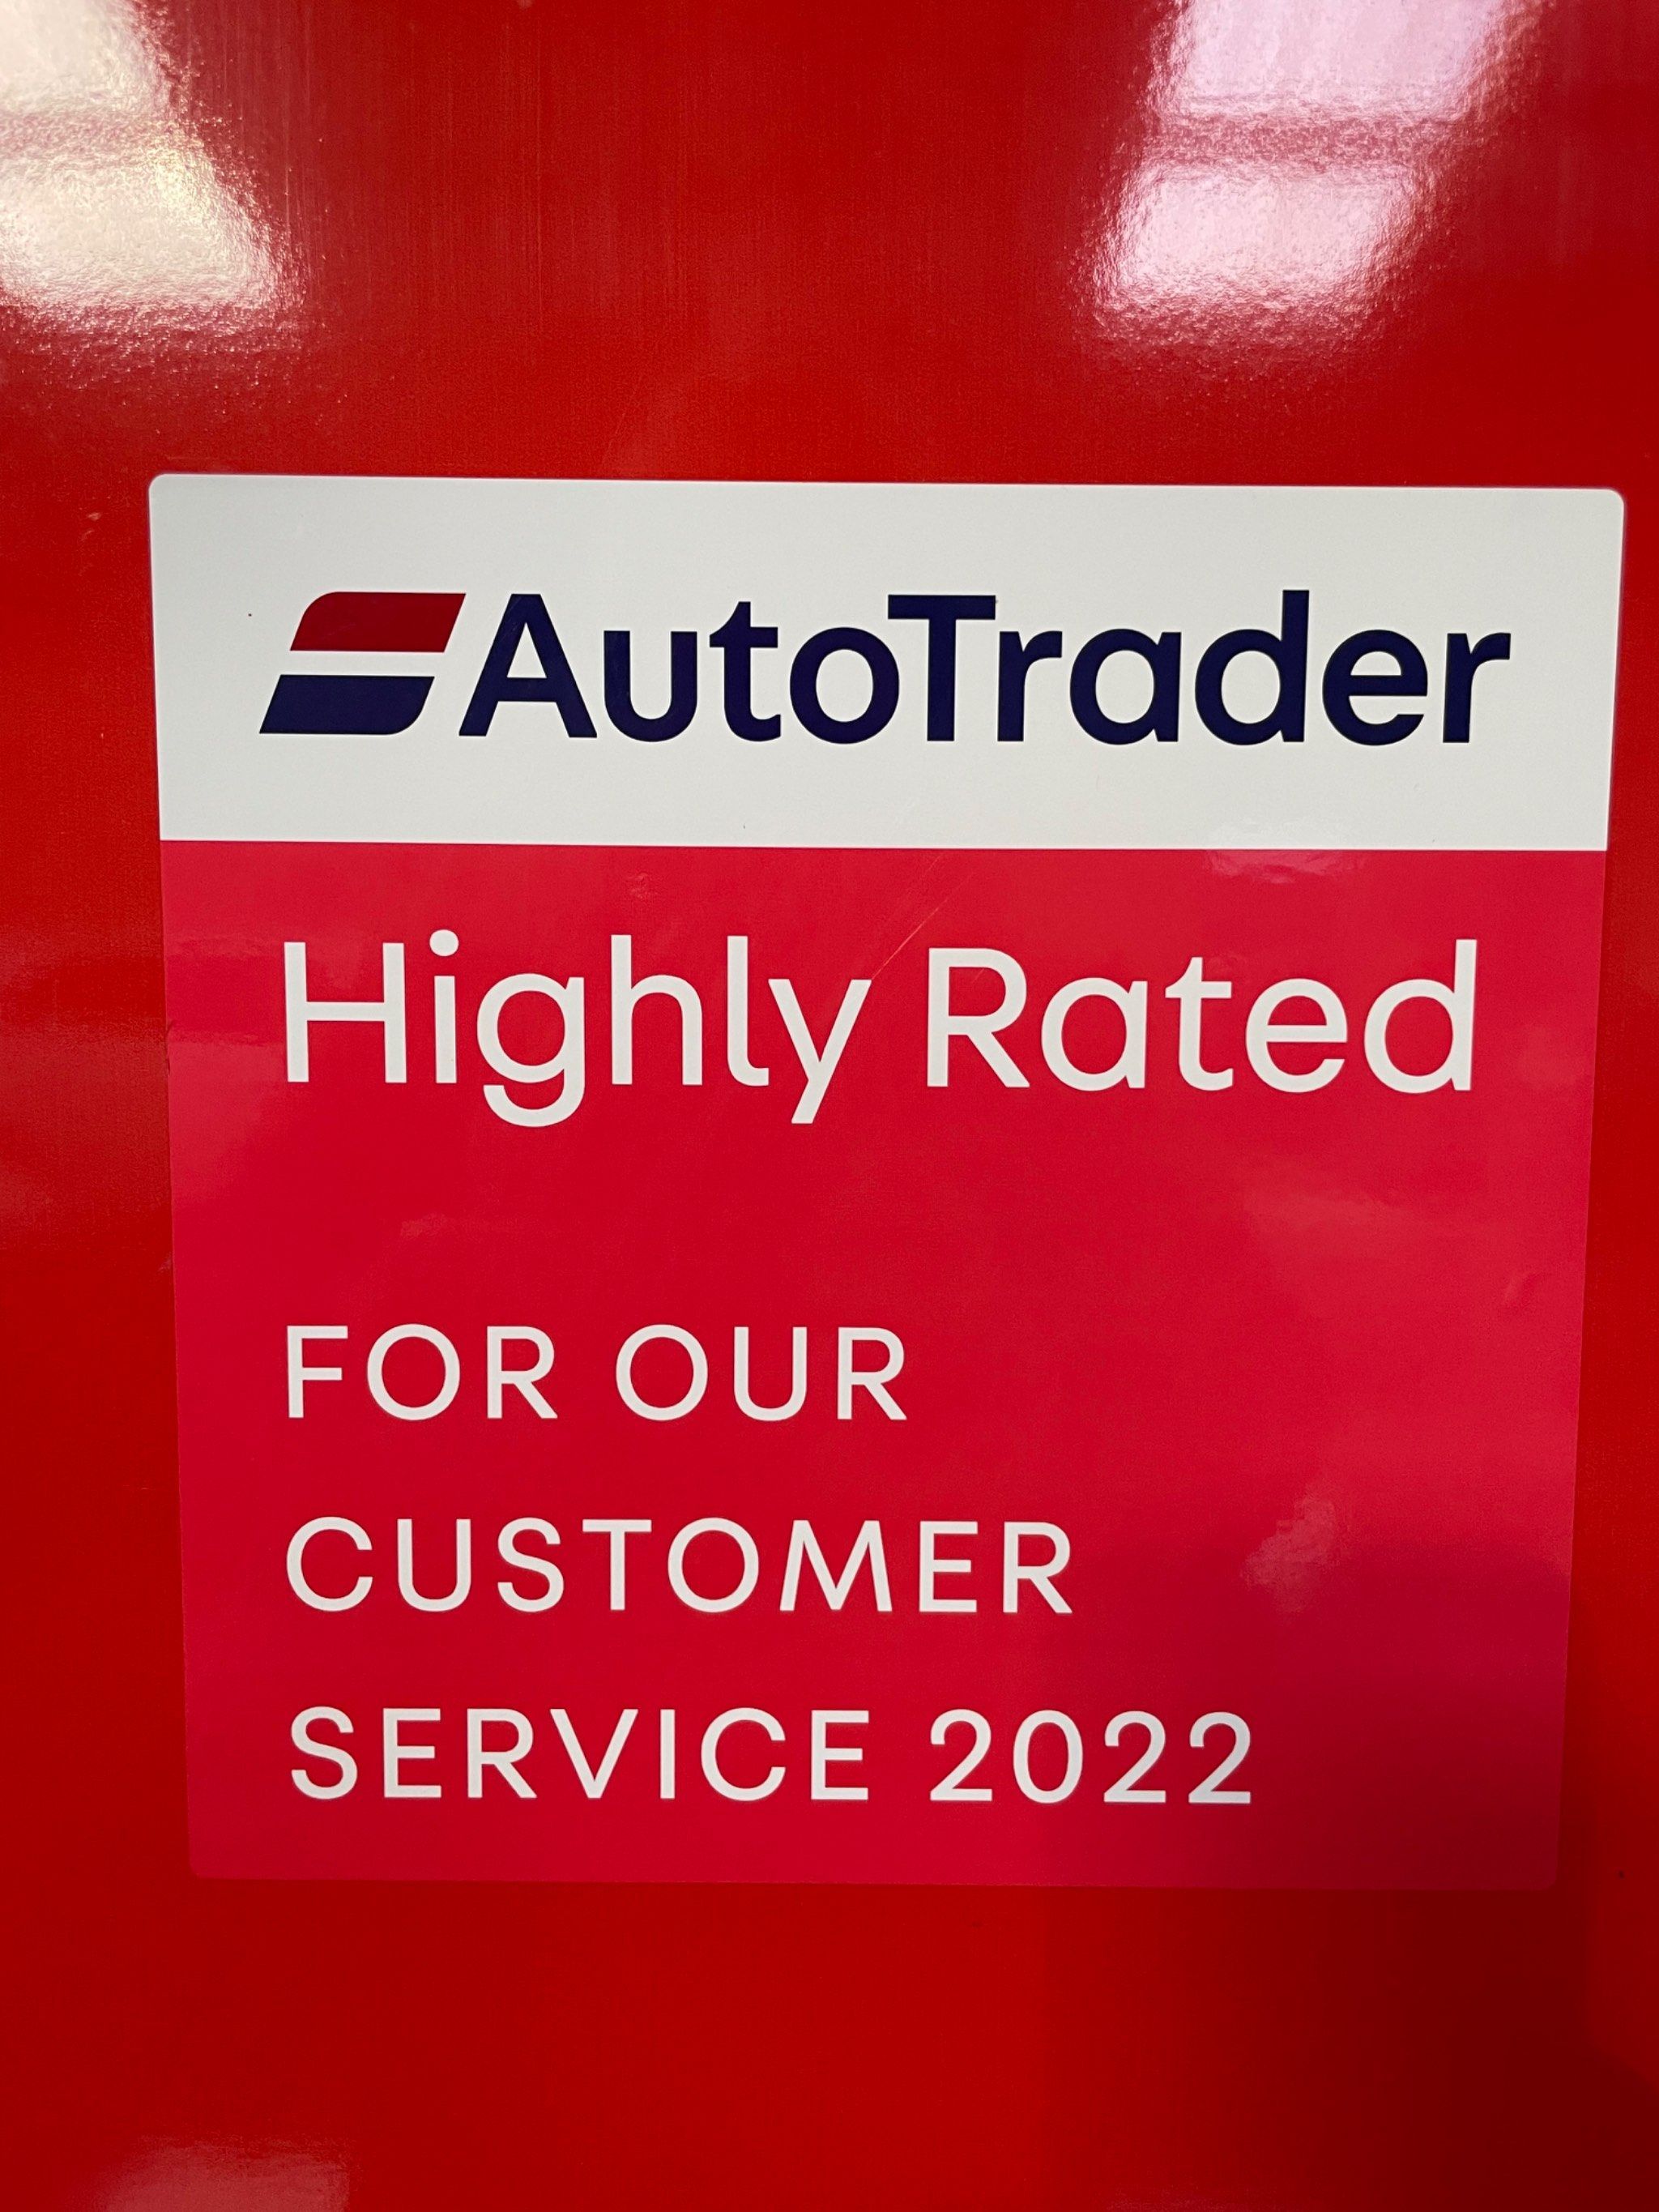 AutoTrader
Highly Rated
FOR OUR
CUSTOMER
SERVICE 2022